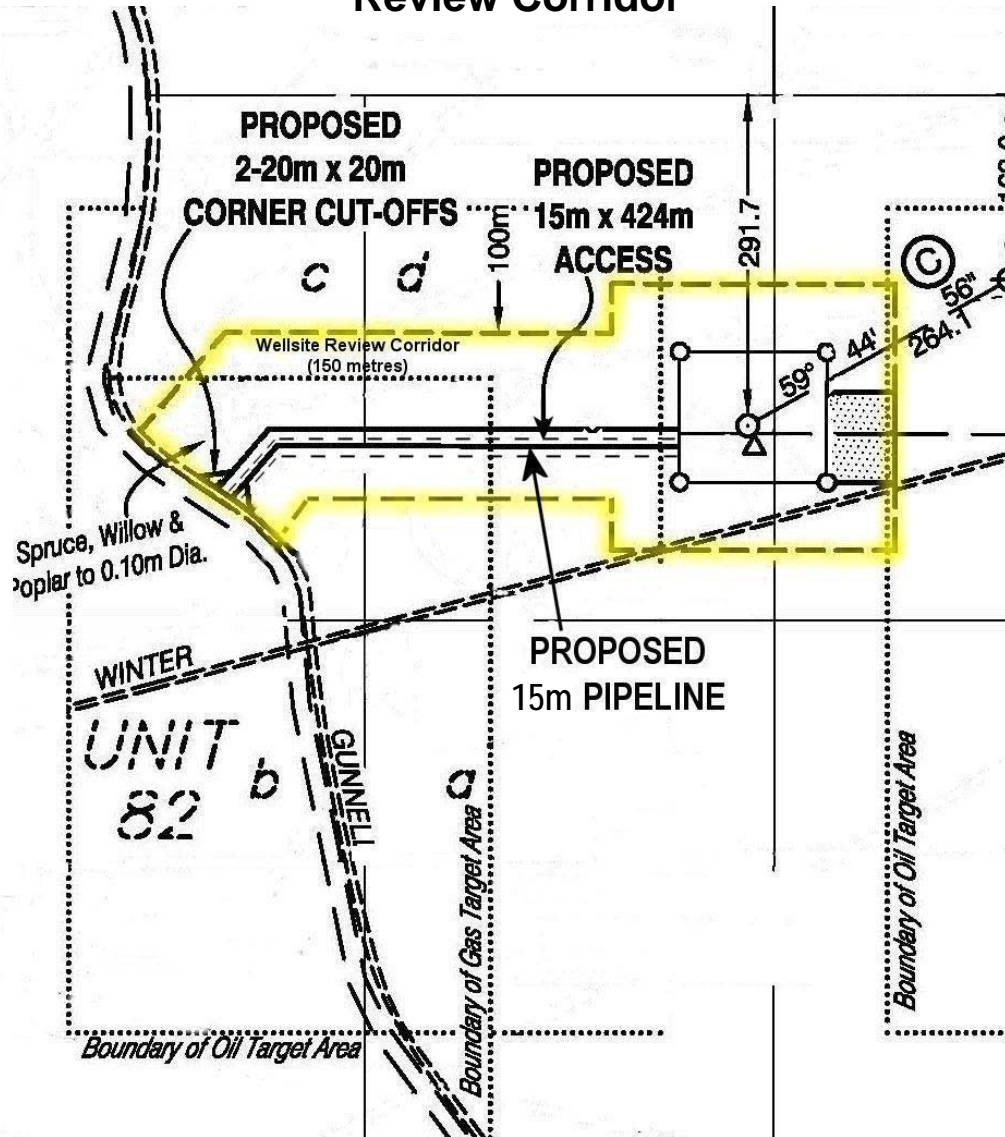 Review Corridor
PROPOSED
2-20m x 20m
CORNER CUT-OFFS
PROPOSED
15m x 424m
ACCESS
100m
291.7
C
56"
44'
264.1
59°
c
d
Wellsite Review Corridor
(150 metres)
Spruce, Willow &
Poplar to 0.10m Dia.
WINTER
PROPOSED
15m PIPELINE
UNIT
82
b
a
GUNNELL
Boundary of Gas Target Area
Boundary of Oil Target Area
Boundary of Oil Target Area